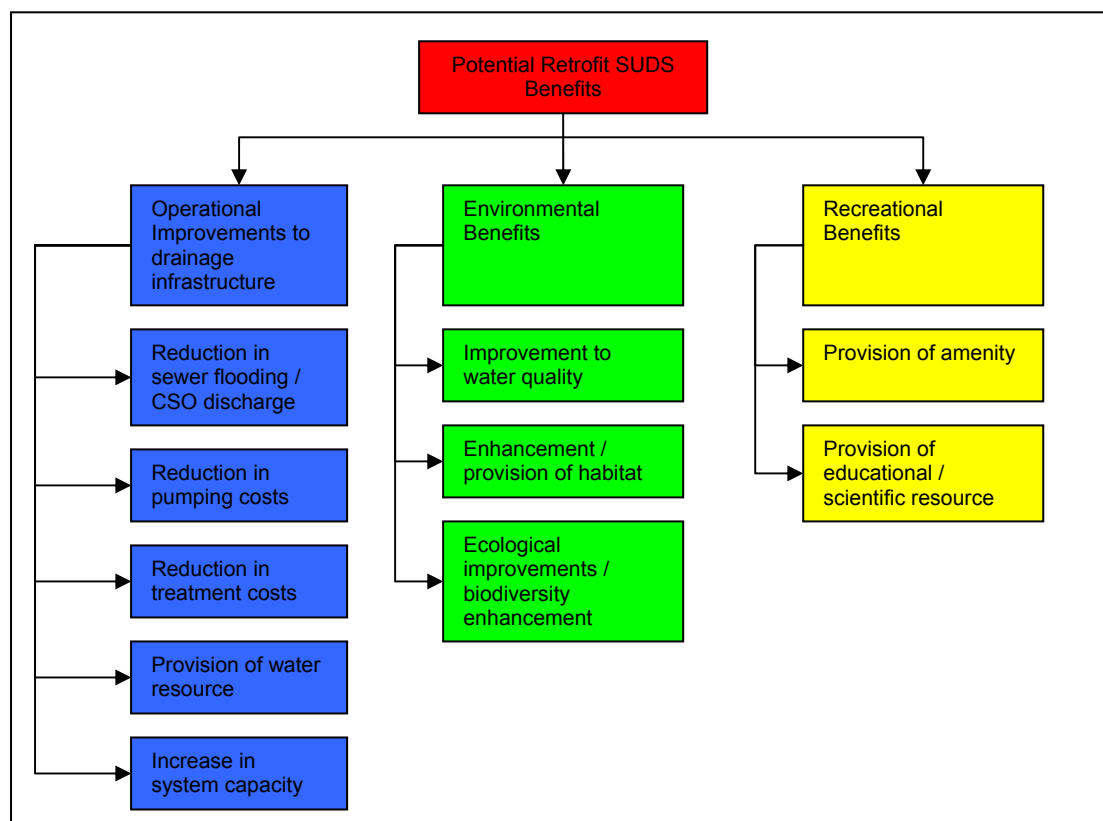 Potential Retrofit SUDS
Benefits
Operational
Improvements to
drainage
infrastructure
Reduction in
sewer flooding /
CSO discharge
Reduction in
pumping costs
Reduction in
treatment costs
Provision of water
resource
Increase in
system capacity
Environmental
Benefits
Improvement to
water quality
Enhancement /
provision of habitat
Ecological
improvements /
biodiversity
enhancement
Recreational
Benefits
Provision of amenity
Provision of
educational /
scientific resource